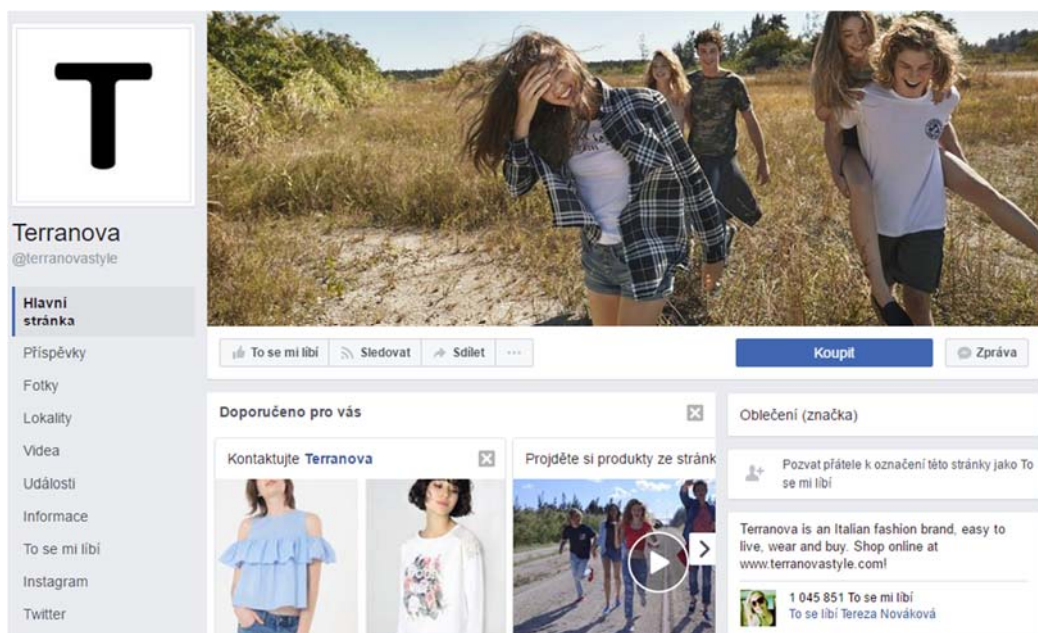 T
Terranova
@terranovastyle
Hlavní
stránka
Příspěvky
Fotky
Lokality
Videa
Události
Informace
To se mi líbí
Instagram
Twitter
To se mi líbí
Sledovat
Sdílet
...
Koupit
Zpráva
Doporučeno pro vás
Kontaktujte Terranova
Projděte si produkty ze stránk
Oblečení (značka)
Pozvat přátele k označení této stránky jako To
se mi líbí
Terranova is an Italian fashion brand, easy to
live, wear and buy. Shop online at
www.terranovastyle.com!
1 045 851 To se mi líbí
To se líbí Tereza Nováková